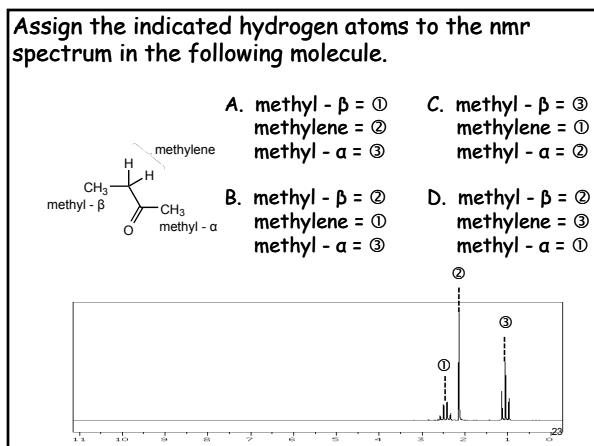 Assign the indicated hydrogen atoms to the nmr
spectrum in the following molecule.
A. methyl - β = ①
methylene = ②
methyl - α = ③
B. methyl - β = ②
methylene = ①
methyl - α = ③
C. methyl - β = ③
methylene = ①
methyl - α = ②
D. methyl - β = ②
methylene = ③
methyl - α = ①
methylene
H
H
CH₃
methyl - β
O
CH₃
methyl - α
①
②
③
11 10 9 8 7 6 5 4 3 2 1 0
23